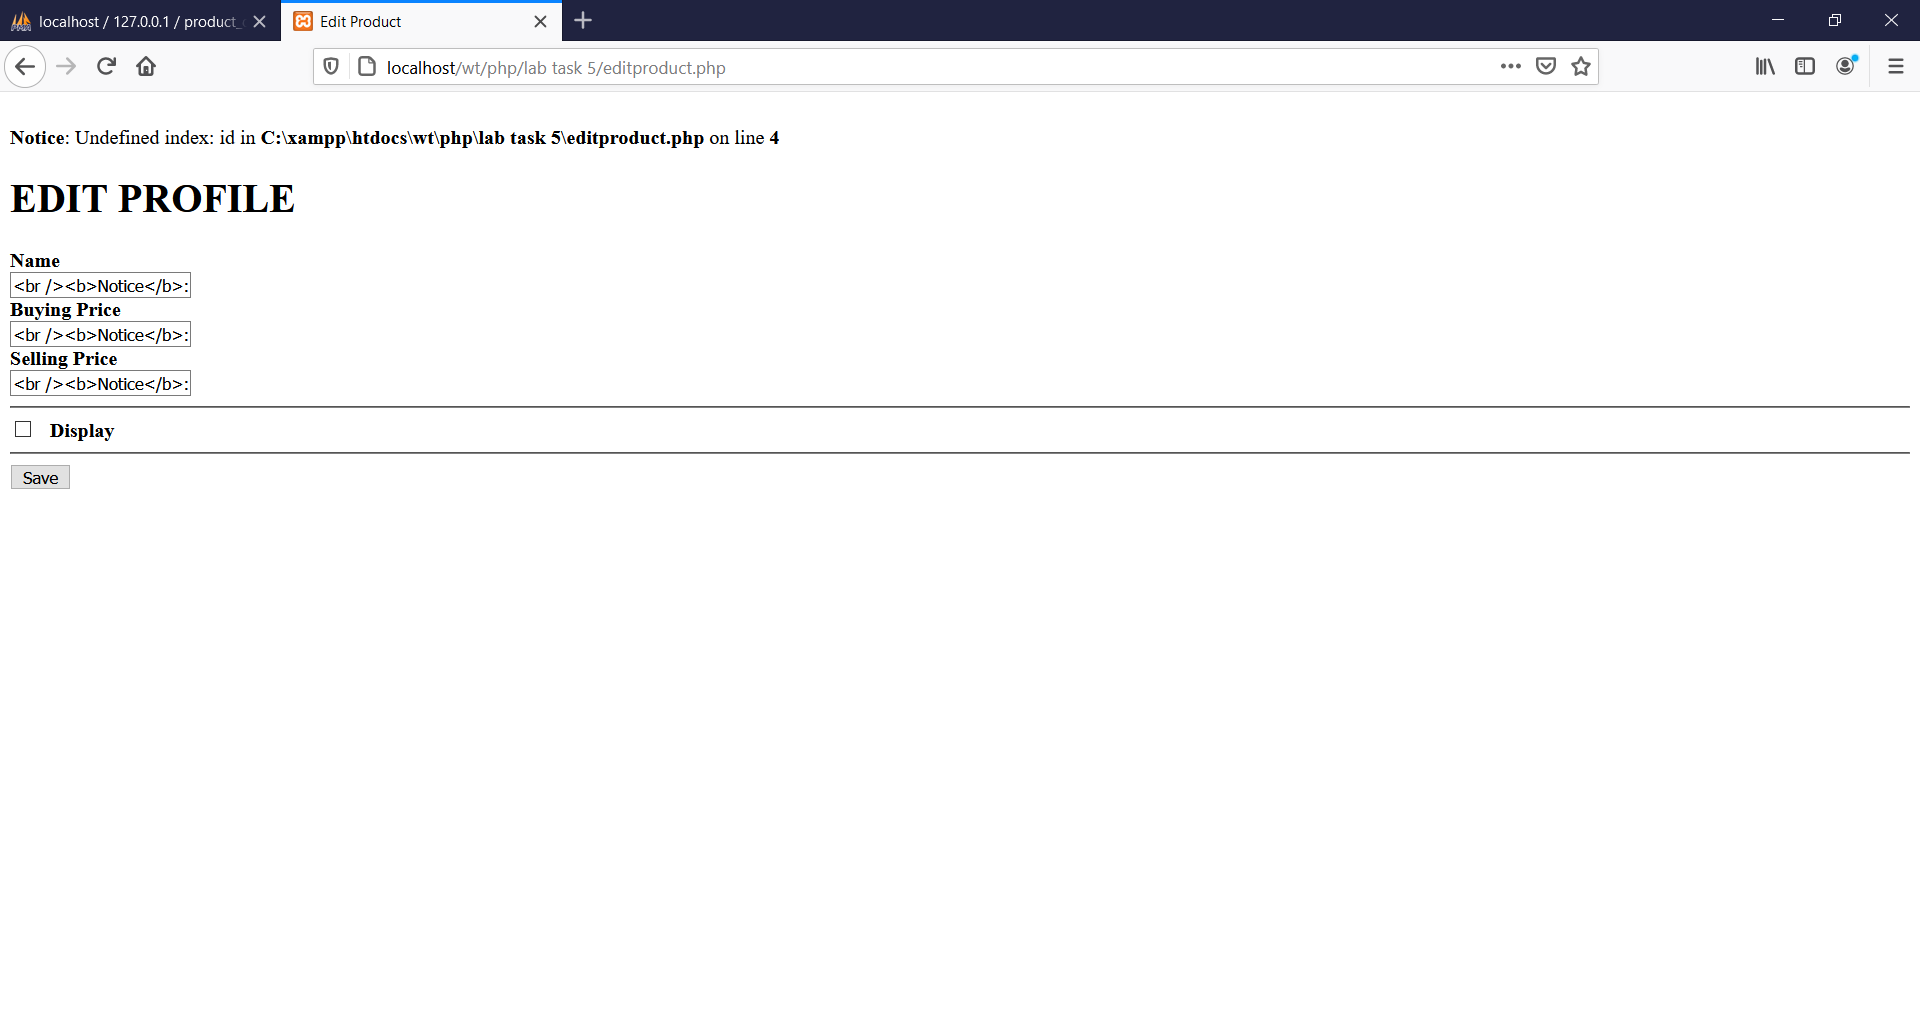 localhost / 127.0.0.1 / product_
Edit Product
localhost/wt/php/lab task 5/editproduct.php
Notice: Undefined index: id in C:\xampp\htdocs\wt\php\lab task 5\editproduct.php on line 4
EDIT PROFILE
Name
<br /><b>Notice</b>:
Buying Price
<br /><b>Notice</b>:
Selling Price
<br /><b>Notice</b>:
Display
Save